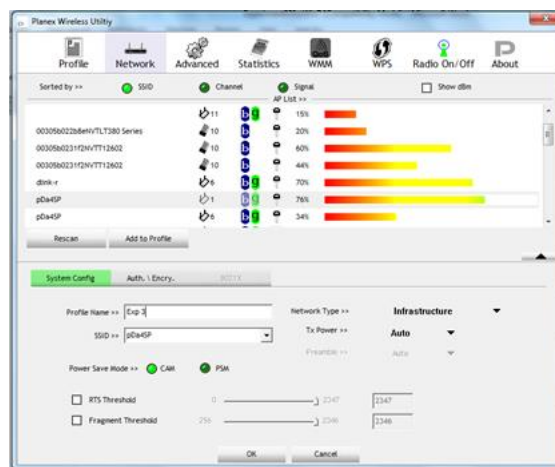 Planex Wireless Utiltiy
Profile Network Advanced Statistics WMM WPS Radio On/Off About
Sorted by >> SSID Channel Signal Show dBm
AP List >>
11 b g 15%
00305b022b8eNVTLT380 Series 10 b 20%
00305b0231f2NVTT12602 10 b 60%
00305b0231f2NVTT12602 10 b 44%
dlink-r 6 b g 70%
pDa4SP 1 b g 76%
pDa4SP 6 b g 34%
Rescan Add to Profile
System Config Auth. \ Encry. 8021X
Profile Name >> Exp 3 Network Type >> Infrastructure
SSID >> pDa4SP Tx Power >> Auto
Preamble >> Auto
Power Save Mode >> CAM PSM
RTS Threshold 0 2347 2347
Fragment Threshold 256 2346 2346
OK Cancel